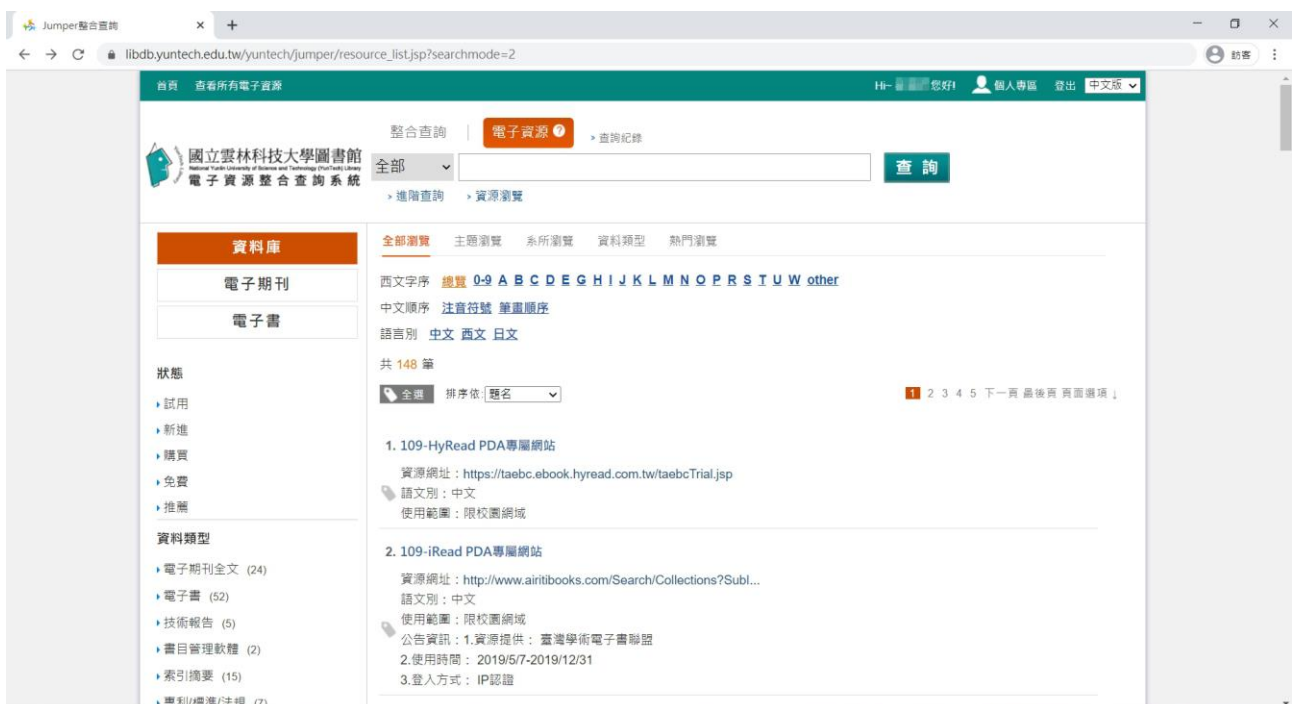 Jumper整合查詢
libdb.yuntech.edu.tw/yuntech/jumper/resource_list.jsp?searchmode=2
訪客
首頁 查看所有電子資源
Hi~ 您好! 個人專區 登出 中文版
整合查詢 | 電子資源 ? › 查詢紀錄
國立雲林科技大學圖書館
National Yunlin University of Science and Technology (YunTech) Library
電子資源整合查詢系統
全部 查詢
› 進階查詢 › 資源瀏覽
資料庫
電子期刊
電子書
狀態
試用
新進
購買
免費
推薦
資料類型
電子期刊全文 (24)
電子書 (52)
技術報告 (5)
書目管理軟體 (2)
索引摘要 (15)
專利/標準/法規 (7)
全部瀏覽 主題瀏覽 系所瀏覽 資料類型 熱門瀏覽
西文字序 總覽 0-9 A B C D E G H I J K L M N O P R S T U W other
中文順序 注音符號 筆畫順序
語言別 中文 西文 日文
共 148 筆
全選 排序依: 題名
1 2 3 4 5 下一頁 最後頁 頁面選項 ↓
1. 109-HyRead PDA專屬網站
資源網址：https://taebc.ebook.hyread.com.tw/taebcTrial.jsp
語文別：中文
使用範圍：限校園網域
2. 109-iRead PDA專屬網站
資源網址：http://www.airitibooks.com/Search/Collections?Subl...
語文別：中文
使用範圍：限校園網域
公告資訊：1.資源提供： 臺灣學術電子書聯盟
2.使用時間： 2019/5/7-2019/12/31
3.登入方式： IP認證